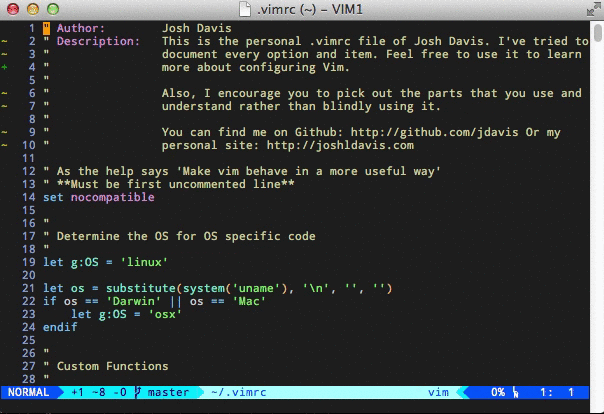 .vimrc (~) – VIM1
1 " Author: Josh Davis
~ 2 " Description: This is the personal .vimrc file of Josh Davis. I've tried to
~ 3 " document every option and item. Feel free to use it to learn
+ 4 " more about configuring Vim.
5 "
~ 6 " Also, I encourage you to pick out the parts that you use and
~ 7 " understand rather than blindly using it.
8 "
~ 9 " You can find me on Github: http://github.com/jdavis Or my
~ 10 " personal site: http://joshldavis.com
11
12 " As the help says 'Make vim behave in a more useful way'
13 " **Must be first uncommented line**
14 set nocompatible
15
16 "
17 " Determine the OS for OS specific code
18 "
19 let g:OS = 'linux'
20
21 let os = substitute(system('uname'), '\n', '', '')
22 if os == 'Darwin' || os == 'Mac'
23 let g:OS = 'osx'
24 endif
25
26 "
27 " Custom Functions
28 "
NORMAL +1 ~8 -0 master ~/.vimrc vim 0% 1: 1